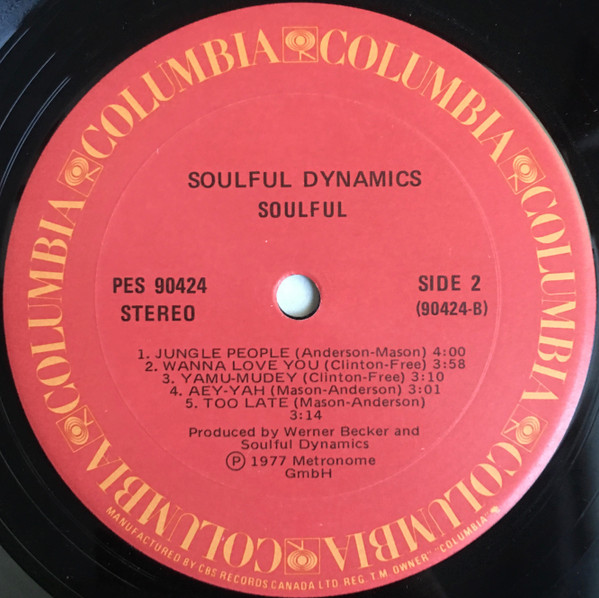 COLUMBIA COLUMBIA COLUMBIA COLUMBIA COLUMBIA COLUMBIA COLUMBIA COLUMBIA
SOULFUL DYNAMICS
SOULFUL
PES 90424
STEREO
SIDE 2
(90424-B)
1. JUNGLE PEOPLE (Anderson-Mason) 4:00
2. WANNA LOVE YOU (Clinton-Free) 3:58
3. YAMU-MUDEY (Clinton-Free) 3:10
4. AEY-YAH (Mason-Anderson) 3:01
5. TOO LATE (Mason-Anderson)
3:14
Produced by Werner Becker and
Soulful Dynamics
Ⓟ 1977 Metronome
GmbH
MANUFACTURED BY CBS RECORDS CANADA LTD. REG. T.M. OWNER "COLUMBIA"